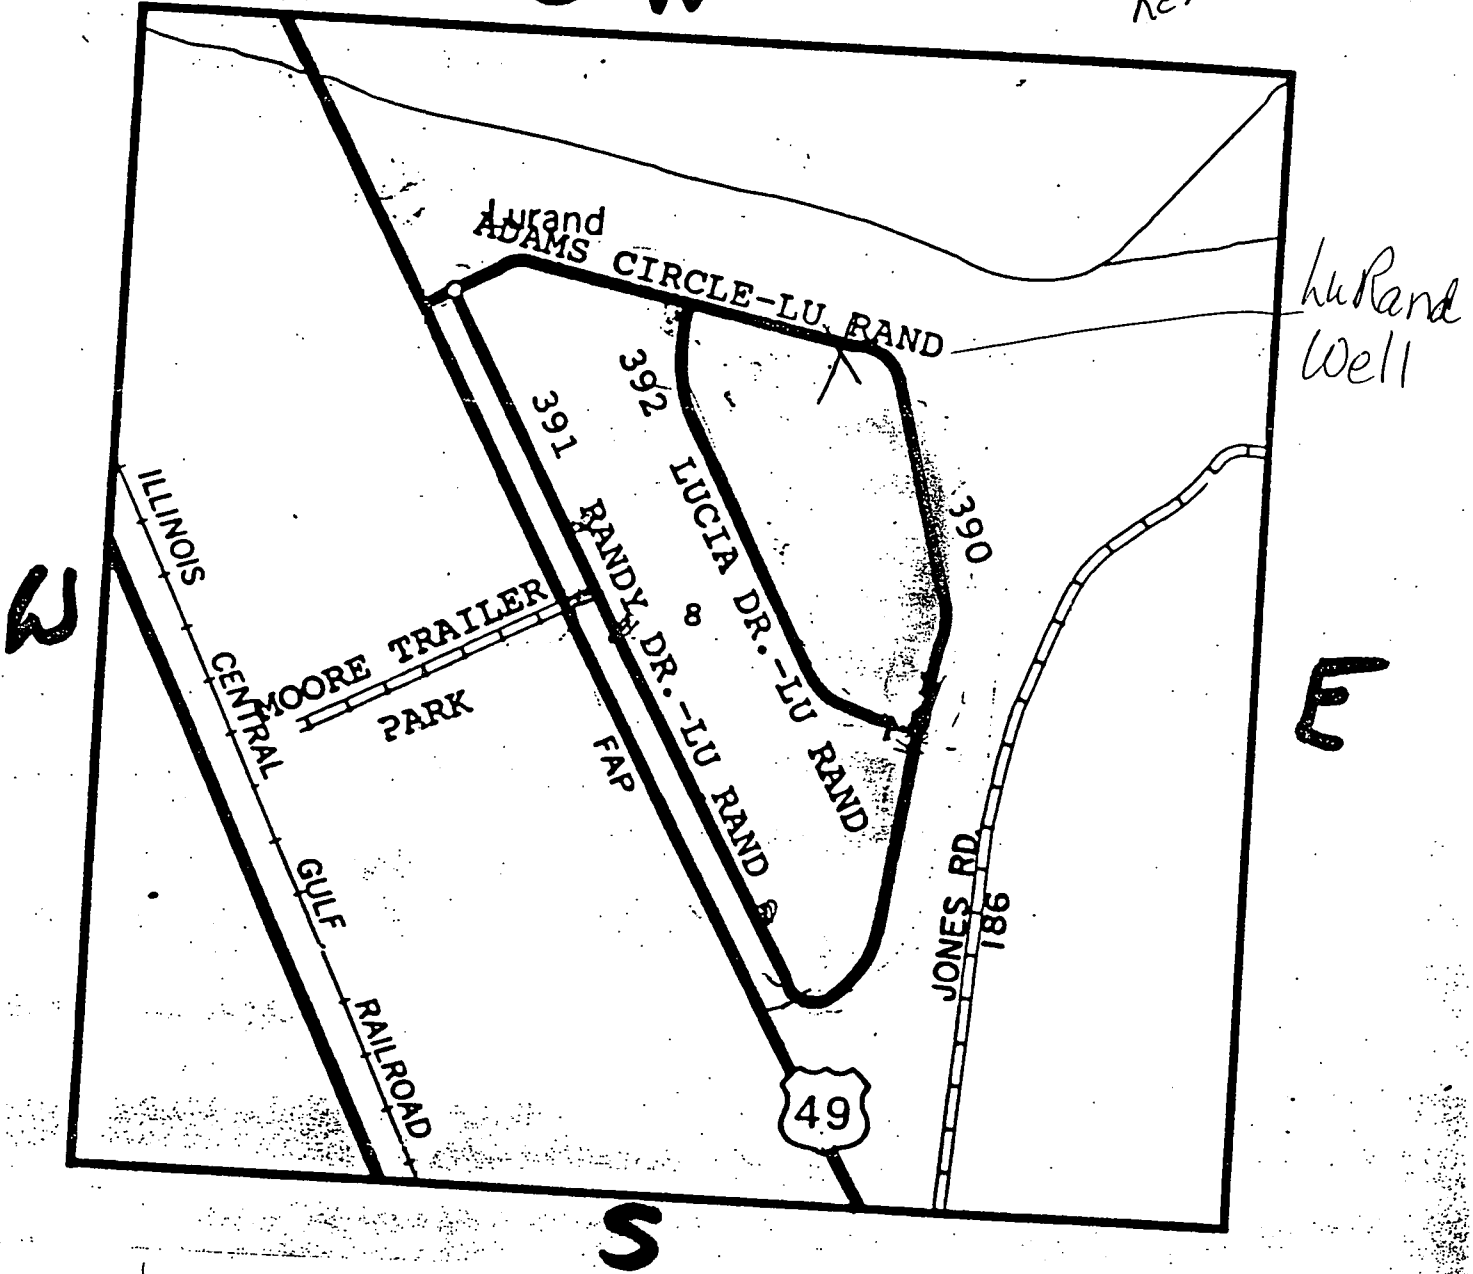 Lurand
ADAMS CIRCLE-LU RAND
LuRand
Well
392
391
390
ILLINOIS
CENTRAL
GULF
RAILROAD
MOORE TRAILER
PARK
RANDY DR.-LU RAND
LUCIA DR.-LU RAND
8
FAP
JONES RD.
186
49
W
E
S